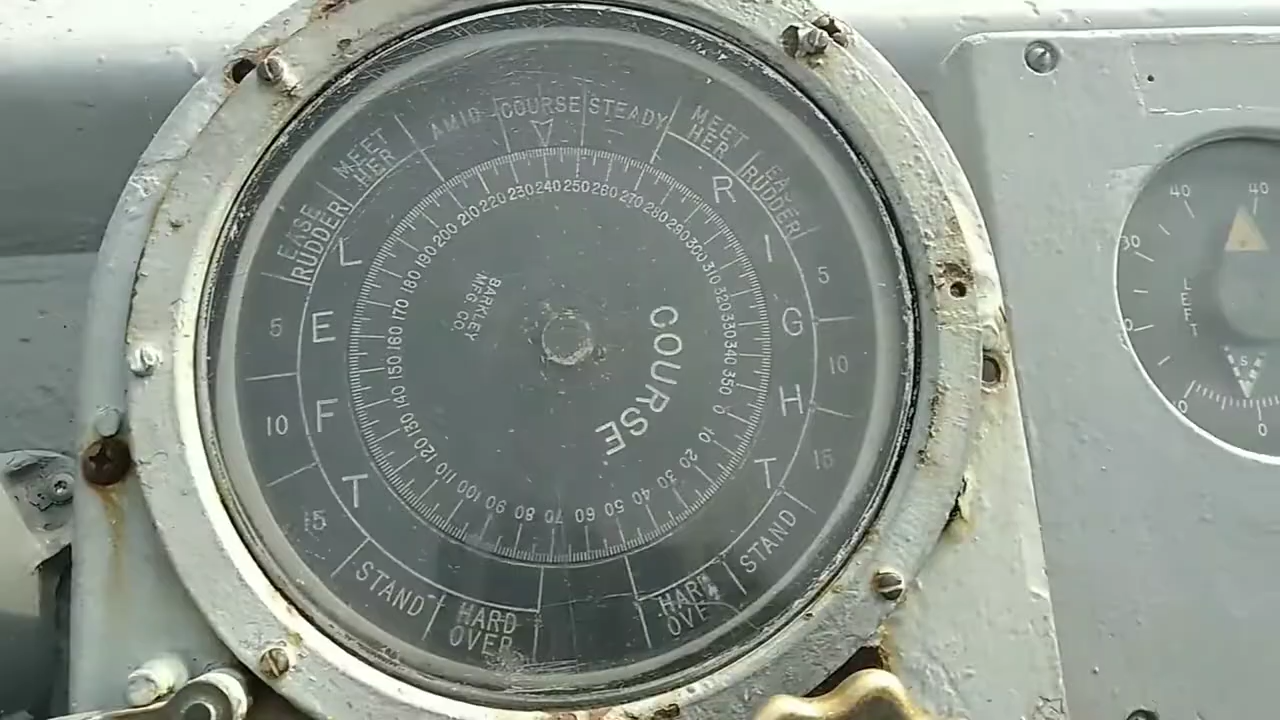 AMID
COURSE
STEADY
MEET
HER
EASE
RUDDER
MEET
HER
EASE
RUDDER
L
E
F
T
R
I
G
H
T
5
10
15
STAND
HARD
OVER
5
10
15
STAND
HARD
OVER
0
10
20
30
40
50
60
70
80
90
100
110
120
130
140
150
160
170
180
190
200
210
220
230
240
250
260
270
280
290
300
310
320
330
340
350
BARKLEY
MFG CO
COURSE
40
40
30
LEFT
S
0
0